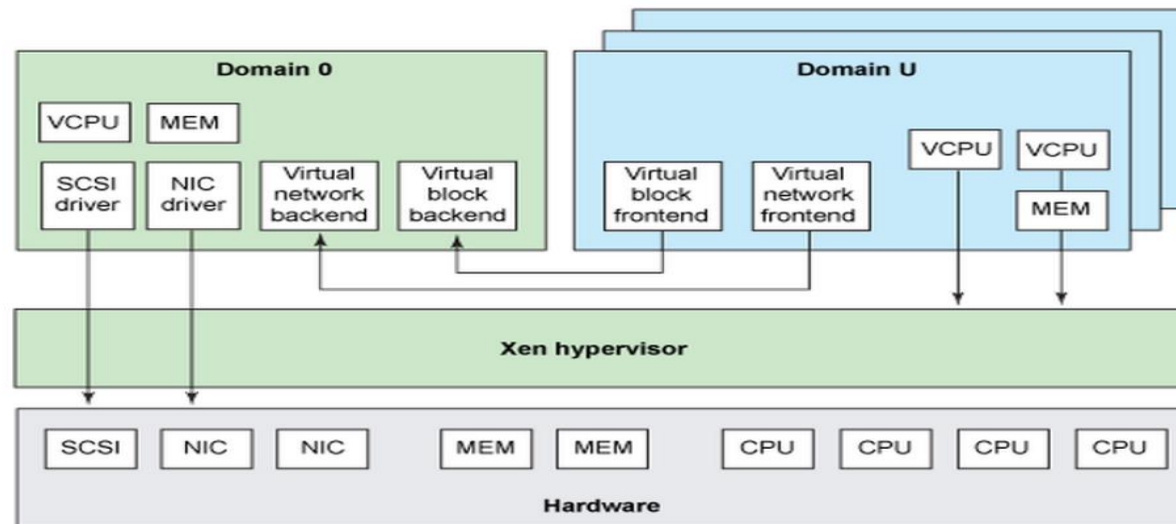 Domain 0
VCPU
MEM
SCSI
driver
NIC
driver
Virtual
network
backend
Virtual
block
backend
Domain U
Virtual
block
frontend
Virtual
network
frontend
VCPU
VCPU
MEM
Xen hypervisor
SCSI
NIC
NIC
MEM
MEM
CPU
CPU
CPU
CPU
Hardware